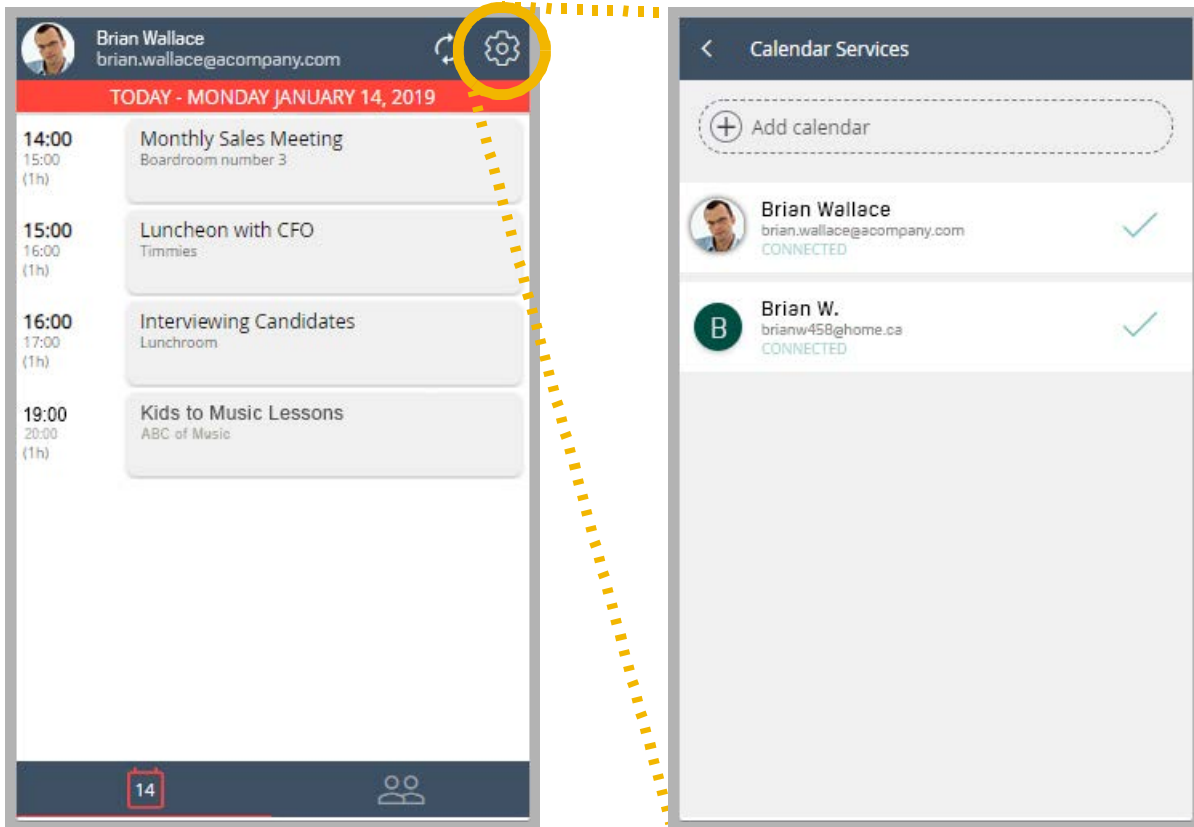 Brian Wallace
brian.wallace@acompany.com
TODAY - MONDAY JANUARY 14, 2019
14:00
15:00
(1h)
Monthly Sales Meeting
Boardroom number 3
15:00
16:00
(1h)
Luncheon with CFO
Timmies
16:00
17:00
(1h)
Interviewing Candidates
Lunchroom
19:00
20:00
(1h)
Kids to Music Lessons
ABC of Music
14
Calendar Services
Add calendar
Brian Wallace
brian.wallace@acompany.com
CONNECTED
B
Brian W.
brianw458@home.ca
CONNECTED